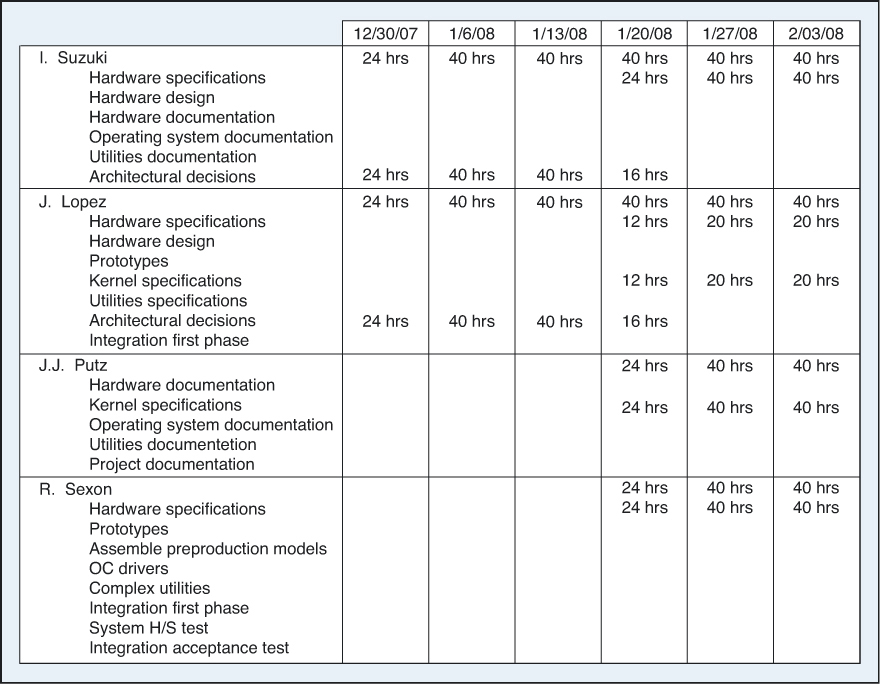 12/30/07 1/6/08 1/13/08 1/20/08 1/27/08 2/03/08
I. Suzuki 24 hrs 40 hrs 40 hrs 40 hrs 40 hrs 40 hrs
Hardware specifications 24 hrs 40 hrs 40 hrs
Hardware design
Hardware documentation
Operating system documentation
Utilities documentation
Architectural decisions 24 hrs 40 hrs 40 hrs 16 hrs
J. Lopez 24 hrs 40 hrs 40 hrs 40 hrs 40 hrs 40 hrs
Hardware specifications 12 hrs 20 hrs 20 hrs
Hardware design
Prototypes
Kernel specifications 12 hrs 20 hrs 20 hrs
Utilities specifications
Architectural decisions 24 hrs 40 hrs 40 hrs 16 hrs
Integration first phase
J.J. Putz 24 hrs 40 hrs 40 hrs
Hardware documentation
Kernel specifications 24 hrs 40 hrs 40 hrs
Operating system documentation
Utilities documentetion
Project documentation
R. Sexon 24 hrs 40 hrs 40 hrs
Hardware specifications 24 hrs 40 hrs 40 hrs
Prototypes
Assemble preproduction models
OC drivers
Complex utilities
Integration first phase
System H/S test
Integration acceptance test